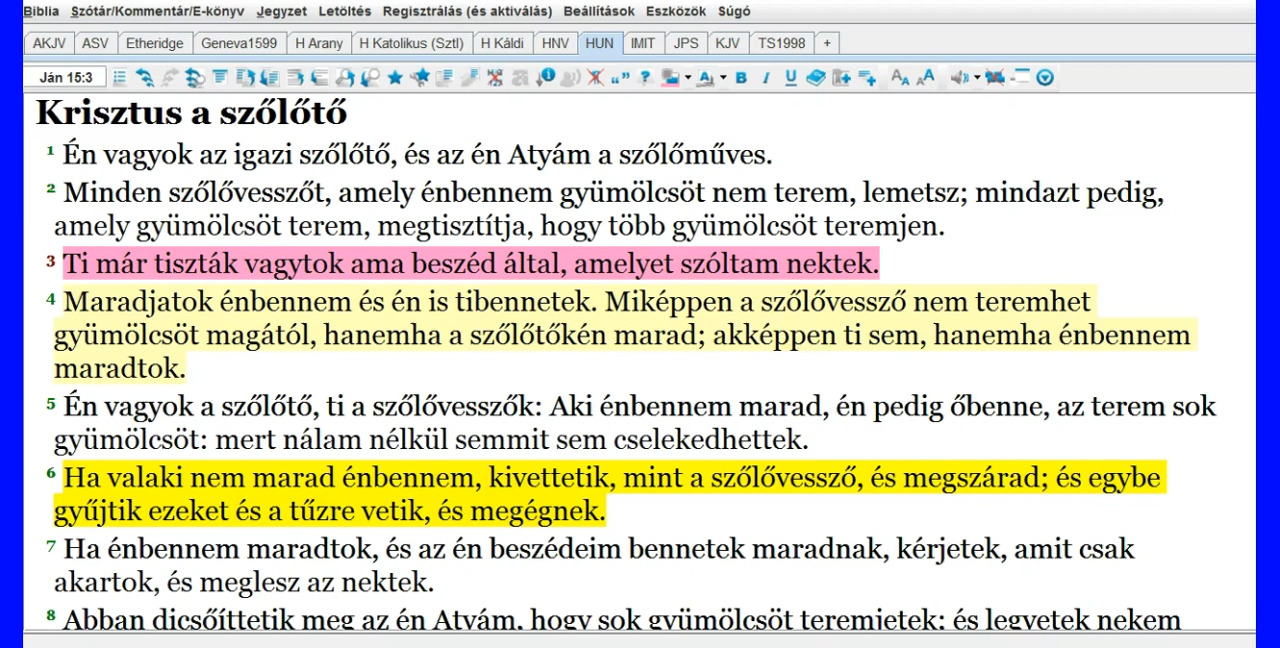 Biblia Szótár/Kommentár/E-könyv Jegyzet Letöltés Regisztrálás (és aktiválás) Beállítások Eszközök Súgó
AKJV ASV Etheridge Geneva1599 H Arany H Katolikus (Sztl) H Káldi HNV HUN IMIT JPS KJV TS1998 +
Ján 15:3
Krisztus a szőlőtő
1 Én vagyok az igazi szőlőtő, és az én Atyám a szőlőműves.
2 Minden szőlővesszőt, amely énbennem gyümölcsöt nem terem, lemetsz; mindazt pedig,
amely gyümölcsöt terem, megtisztítja, hogy több gyümölcsöt teremjen.
3 Ti már tiszták vagytok ama beszéd által, amelyet szóltam nektek.
4 Maradjatok énbennem és én is tibennetek. Miképpen a szőlővessző nem teremhet
gyümölcsöt magától, hanemha a szőlőtőkén marad; akképpen ti sem, hanemha énbennem
maradtok.
5 Én vagyok a szőlőtő, ti a szőlővesszők: Aki énbennem marad, én pedig őbenne, az terem sok
gyümölcsöt: mert nálam nélkül semmit sem cselekedhettek.
6 Ha valaki nem marad énbennem, kivettetik, mint a szőlővessző, és megszárad; és egybe
gyűjtik ezeket és a tűzre vetik, és megégnek.
7 Ha énbennem maradtok, és az én beszédeim bennetek maradnak, kérjetek, amit csak
akartok, és meglesz az nektek.
8 Abban dicsőíttetik meg az én Atyám, hogy sok gyümölcsöt teremjetek; és legyetek nekem